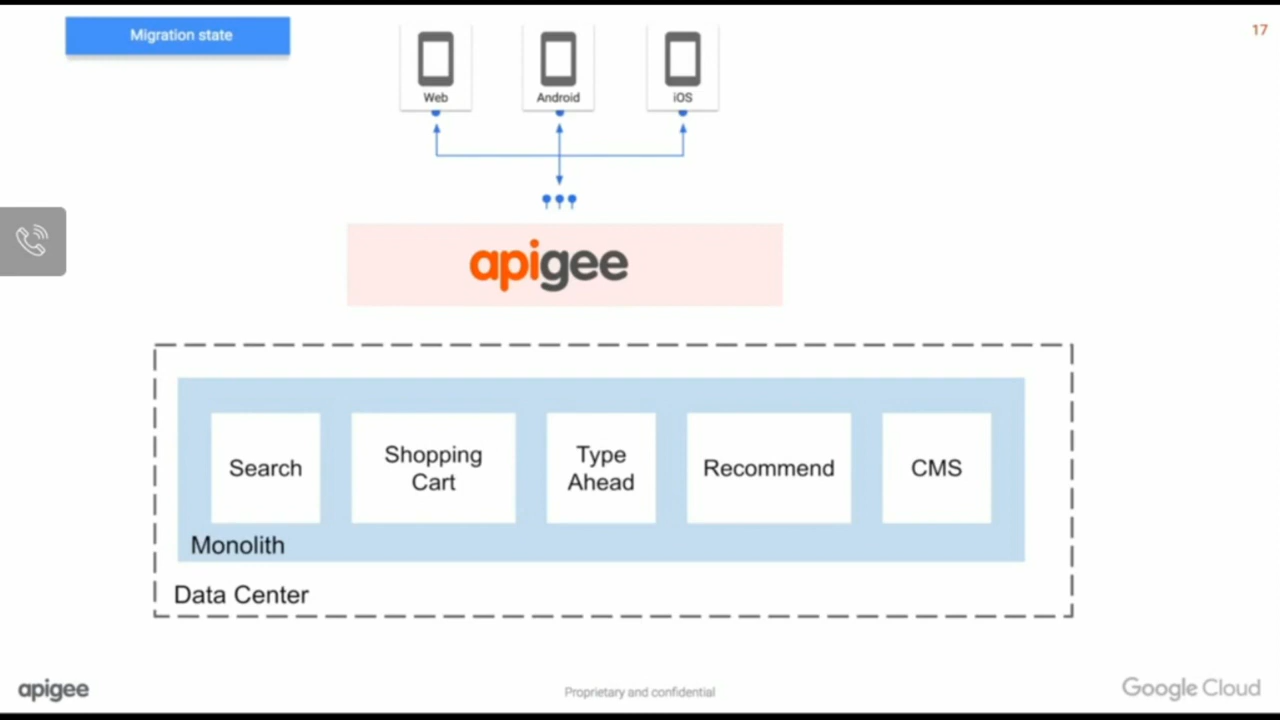 Migration state
17
Web
Android
iOS
apigee
Search
Shopping
Cart
Type
Ahead
Recommend
CMS
Monolith
Data Center
apigee
Proprietary and confidential
Google Cloud